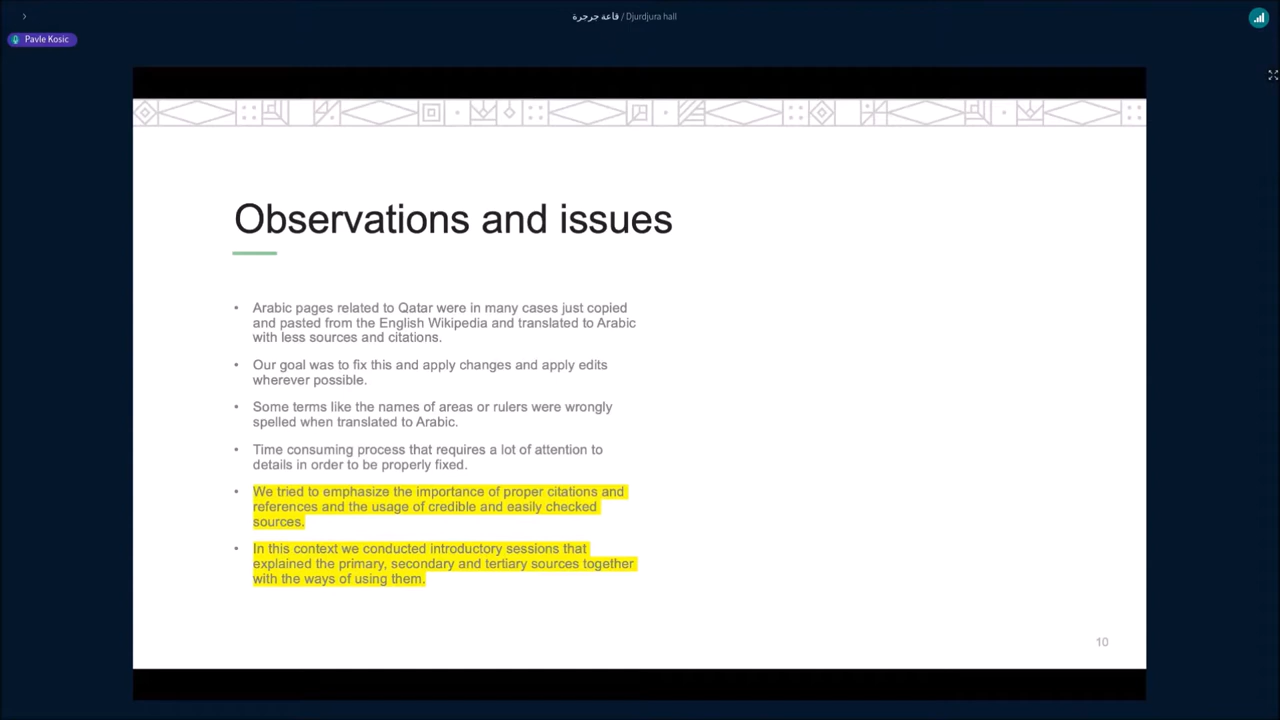 قاعة جرجرة / Djurdjura hall
Pavle Kosic
Observations and issues
• Arabic pages related to Qatar were in many cases just copied
and pasted from the English Wikipedia and translated to Arabic
with less sources and citations.
• Our goal was to fix this and apply changes and apply edits
wherever possible.
• Some terms like the names of areas or rulers were wrongly
spelled when translated to Arabic.
• Time consuming process that requires a lot of attention to
details in order to be properly fixed.
• We tried to emphasize the importance of proper citations and
references and the usage of credible and easily checked
sources.
• In this context we conducted introductory sessions that
explained the primary, secondary and tertiary sources together
with the ways of using them.
10